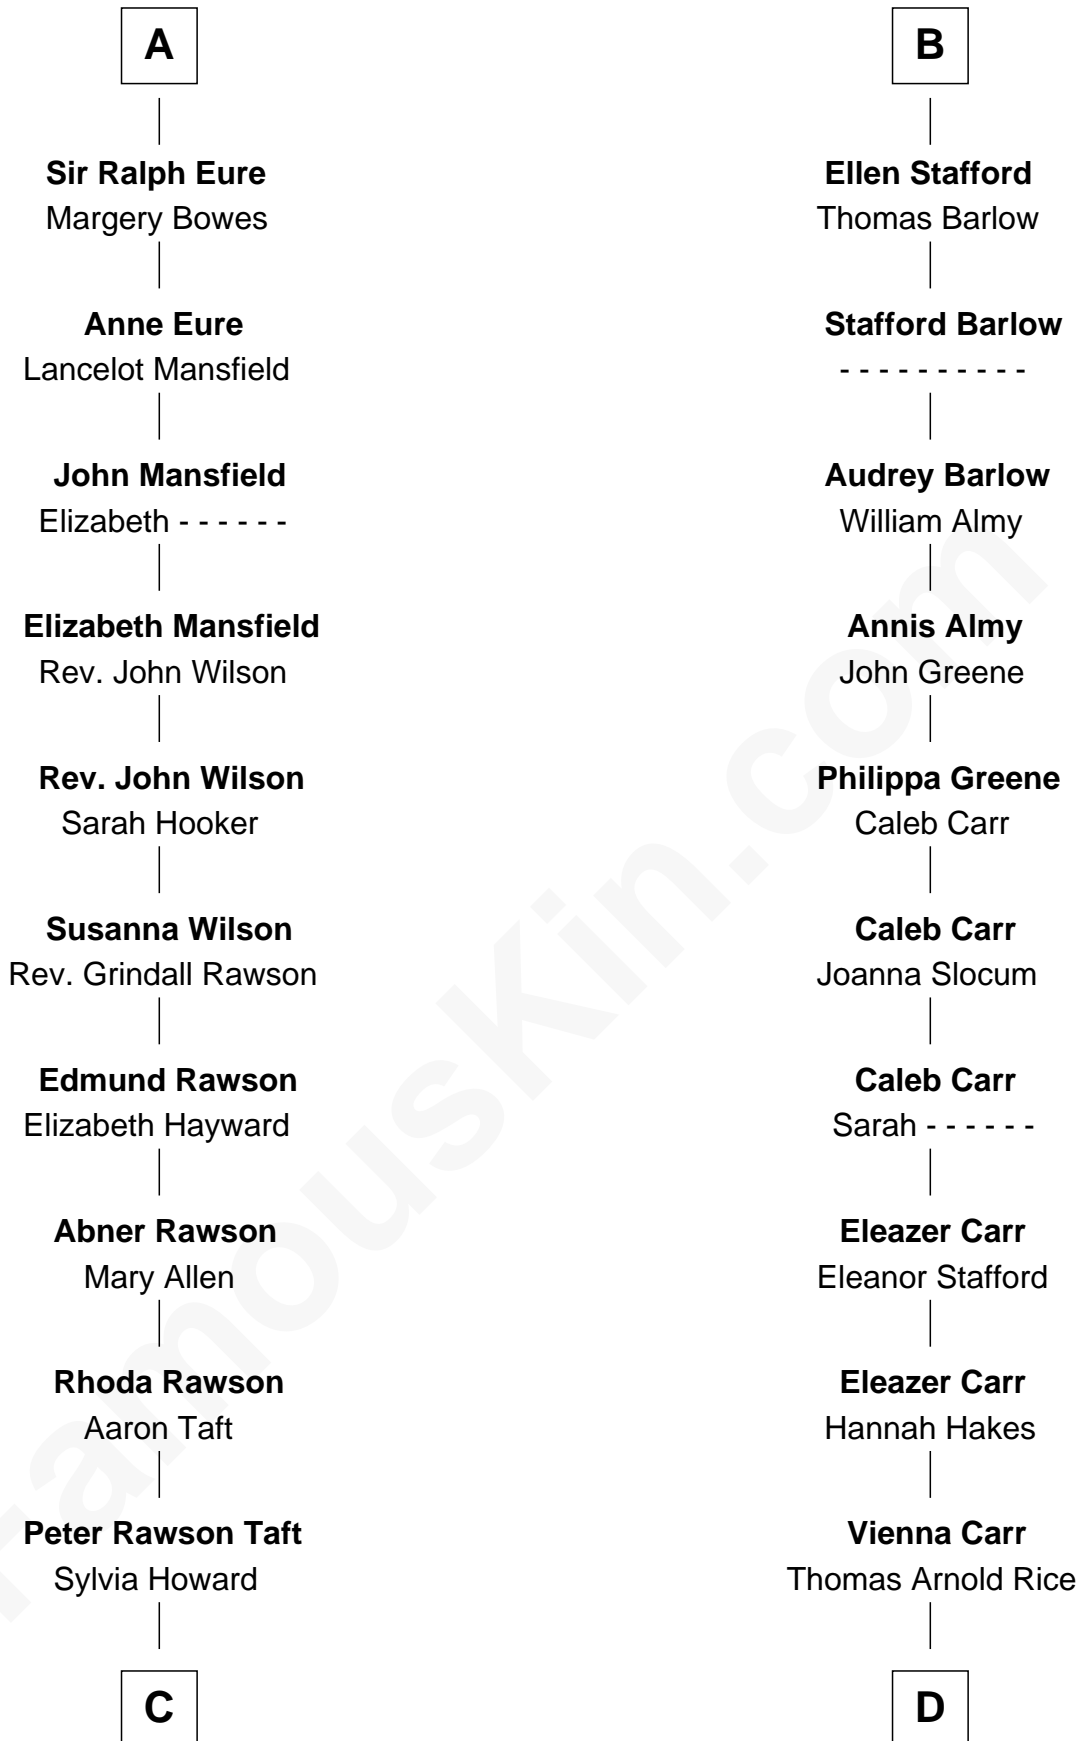 A
Sir Ralph Eure
Margery Bowes
Anne Eure
Lancelot Mansfield
John Mansfield
Elizabeth - - - - - -
Elizabeth Mansfield
Rev. John Wilson
Rev. John Wilson
Sarah Hooker
Susanna Wilson
Rev. Grindall Rawson
Edmund Rawson
Elizabeth Hayward
Abner Rawson
Mary Allen
Rhoda Rawson
Aaron Taft
Peter Rawson Taft
Sylvia Howard
C
B
Ellen Stafford
Thomas Barlow
Stafford Barlow
- - - - - - - - - -
Audrey Barlow
William Almy
Annis Almy
John Greene
Philippa Greene
Caleb Carr
Caleb Carr
Joanna Slocum
Caleb Carr
Sarah - - - - - -
Eleazer Carr
Eleanor Stafford
Eleazer Carr
Hannah Hakes
Vienna Carr
Thomas Arnold Rice
D
FamousKin.com